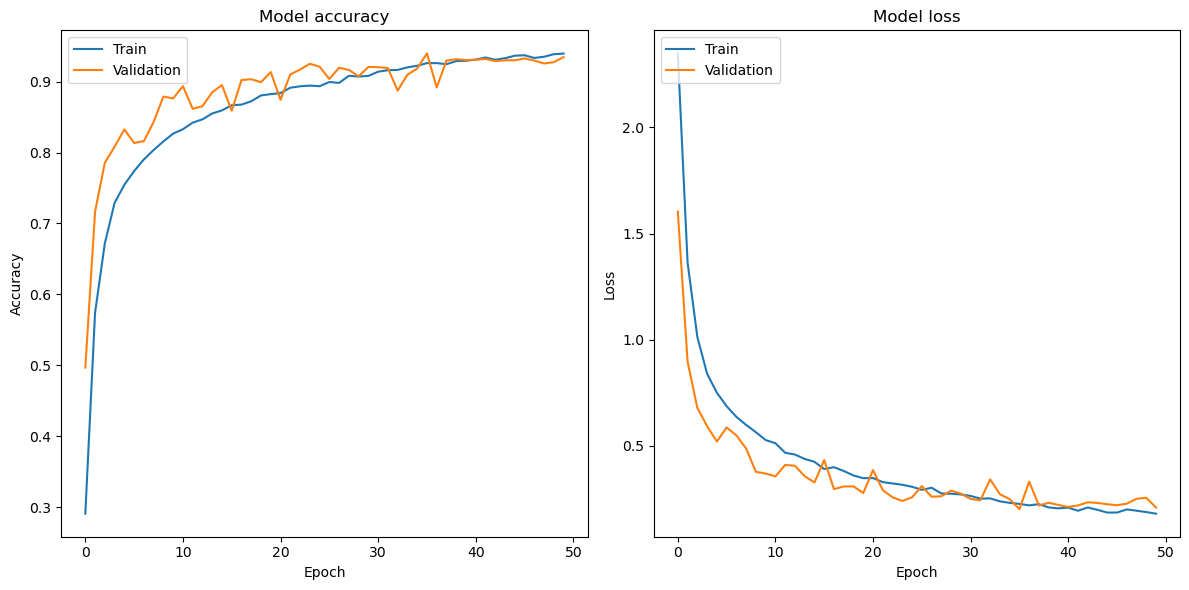 Model accuracy
Train
Validation
0.9
0.8
0.7
0.6
0.5
0.4
0.3
Accuracy
0 10 20 30 40 50
Epoch
Model loss
Train
Validation
2.0
1.5
1.0
0.5
Loss
0 10 20 30 40 50
Epoch